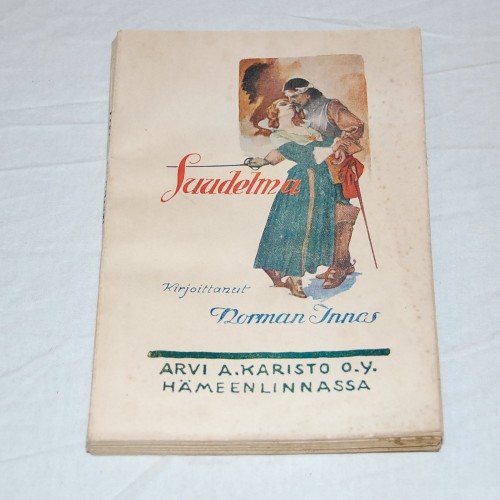 Suudelma
Kirjoittanut
Norman Innes
ARVI A. KARISTO O.Y.
HÄMEENLINNASSA